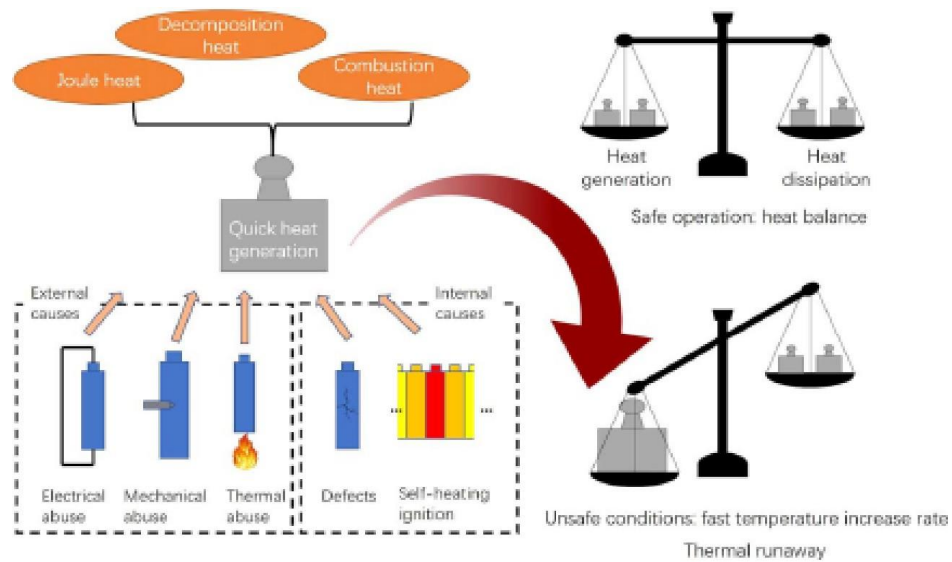 Decomposition
heat
Joule heat
Combustion
heat
Quick heat
generation
External
causes
Internal
causes
...
...
Electrical
abuse
Mechanical
abuse
Thermal
abuse
Defects
Self-heating
ignition
Heat
generation
Heat
dissipation
Safe operation: heat balance
Unsafe conditions: fast temperature increase rate
Thermal runaway